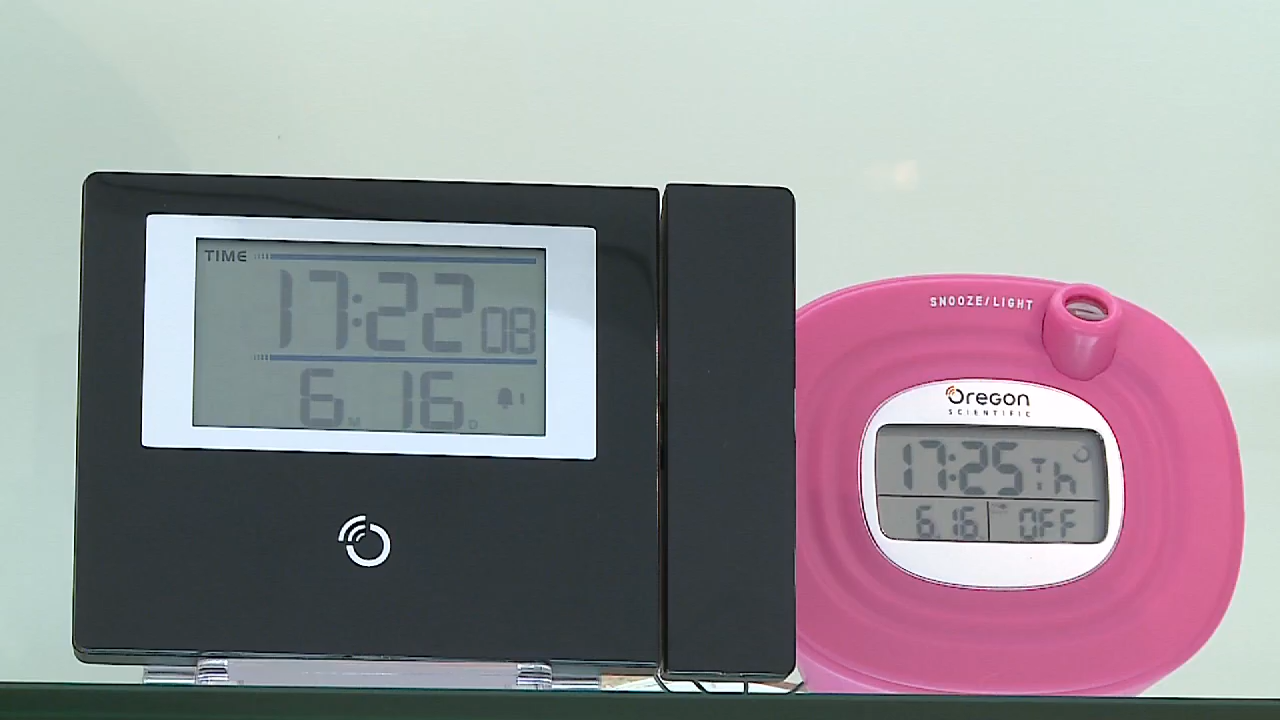 TIME
17:22 08
6 M 16 D
SNOOZE/LIGHT
Oregon
SCIENTIFIC
17:25 Th
6.16 OFF